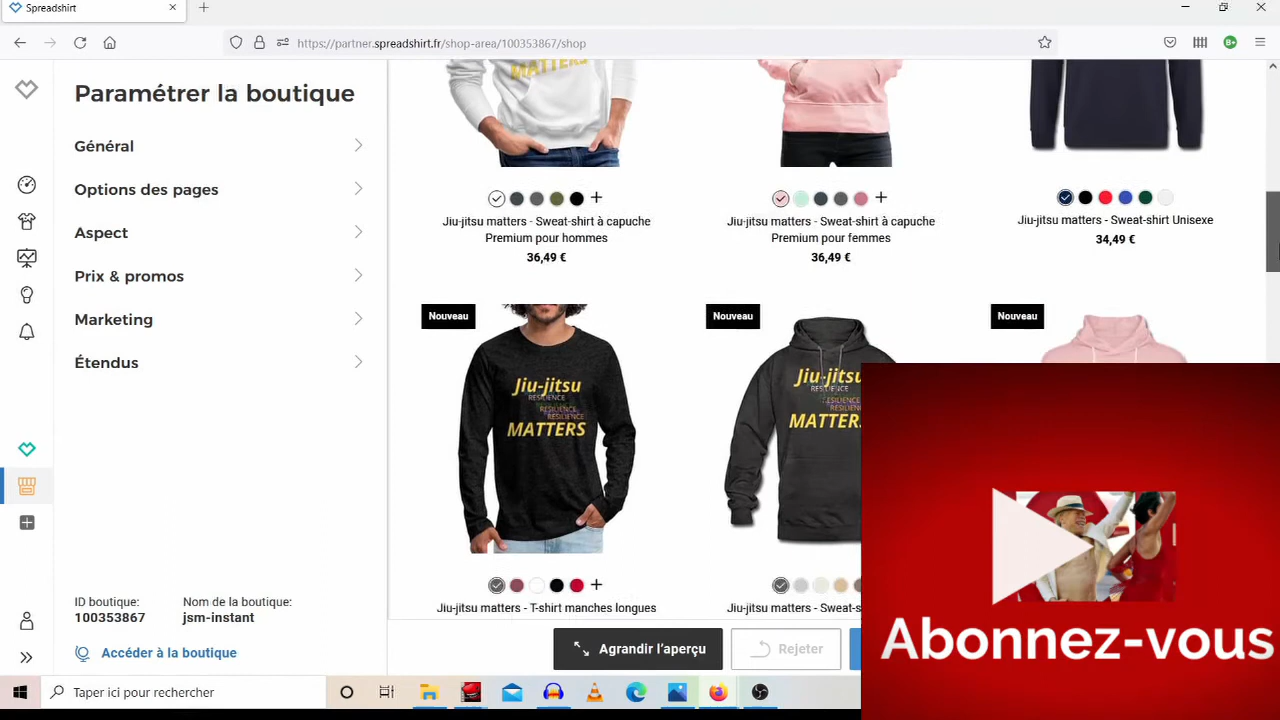 Spreadshirt
https://partner.spreadshirt.fr/shop-area/100353867/shop
Paramétrer la boutique
Général
Options des pages
Aspect
Prix & promos
Marketing
Étendus
ID boutique:
100353867
Nom de la boutique:
jsm-instant
Accéder à la boutique
MATTERS
Jiu-jitsu matters - Sweat-shirt à capuche
Premium pour hommes
36,49 €
Jiu-jitsu matters - Sweat-shirt à capuche
Premium pour femmes
36,49 €
Jiu-jitsu matters - Sweat-shirt Unisexe
34,49 €
Nouveau
Jiu-jitsu
RESILIENCE
RESILIENCE
RESILIENCE
MATTERS
Jiu-jitsu matters - T-shirt manches longues
Nouveau
Jiu-jitsu
RESILIENCE
MATTERS
Jiu-jitsu matters - Sweat-s
Nouveau
Agrandir l'aperçu
Rejeter
Abonnez-vous
Taper ici pour rechercher